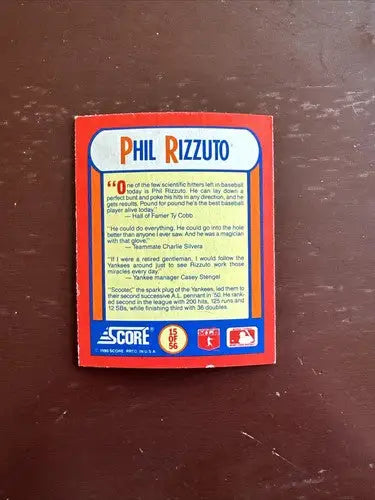 PHIL RIZZUTO
"One of the few scientific hitters left in baseball
today is Phil Rizzuto. He can lay down a
perfect bunt and poke his hits in any direction, and he
gets results. Pound for pound he's the best baseball
player alive today."
— Hall of Famer Ty Cobb
"He could do everything. He could go into the hole
better than anyone I ever saw. And he was a magician
with that glove."
— Teammate Charlie Silvera
"If I were a retired gentleman, I would follow the
Yankees around just to see Rizzuto work those
miracles every day."
— Yankee manager Casey Stengel
"Scooter," the spark plug of the Yankees, led them to
their second successive A.L. pennant in '50. He ranked
second in the league with 200 hits, 125 runs and
12 SBs, while finishing third with 36 doubles.
SCORE
15
OF
56
© 1990 SCORE PRTD. IN U.S.A.